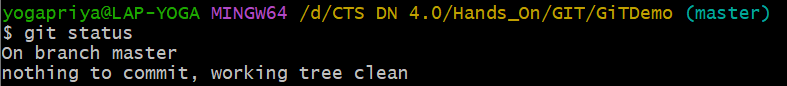 yogapriya@LAP-YOGA MINGW64 /d/CTS DN 4.0/Hands_On/GIT/GiTDemo (master)
$ git status
On branch master
nothing to commit, working tree clean